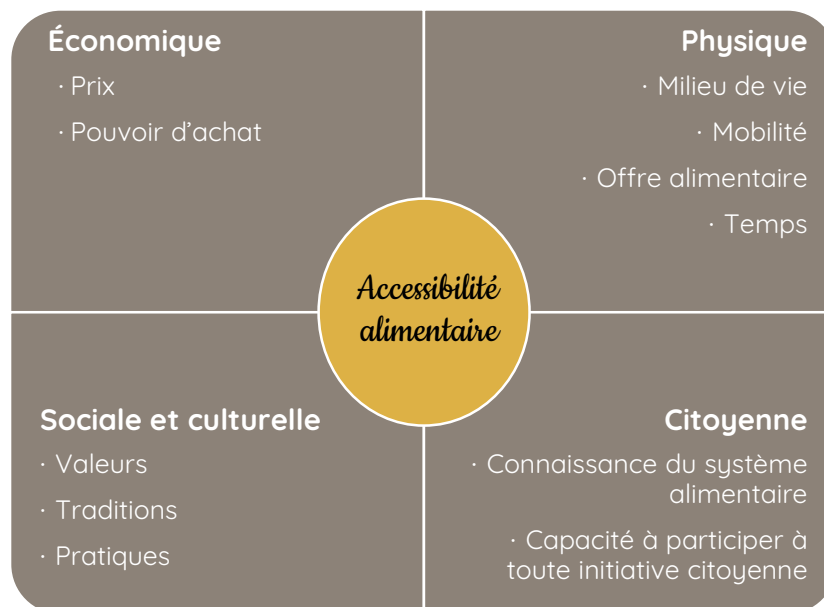 Économique
· Prix
· Pouvoir d'achat
Physique
· Milieu de vie
· Mobilité
· Offre alimentaire
· Temps
Accessibilité
alimentaire
Sociale et culturelle
· Valeurs
· Traditions
· Pratiques
Citoyenne
· Connaissance du système
alimentaire
· Capacité à participer à
toute initiative citoyenne